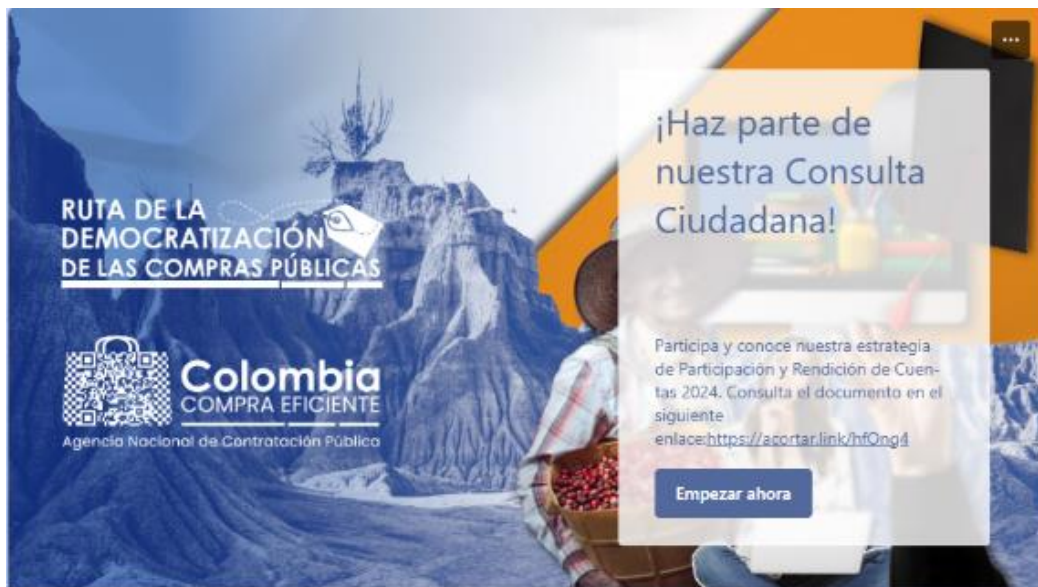 RUTA DE LA
DEMOCRATIZACIÓN
DE LAS COMPRAS PÚBLICAS
Colombia
COMPRA EFICIENTE
Agencia Nacional de Contratación Pública
¡Haz parte de
nuestra Consulta
Ciudadana!
Participa y conoce nuestra estrategia
de Participación y Rendición de Cuen-
tas 2024. Consulta el documento en el
siguiente
enlace:https://acortar.link/hfOng4
Empezar ahora